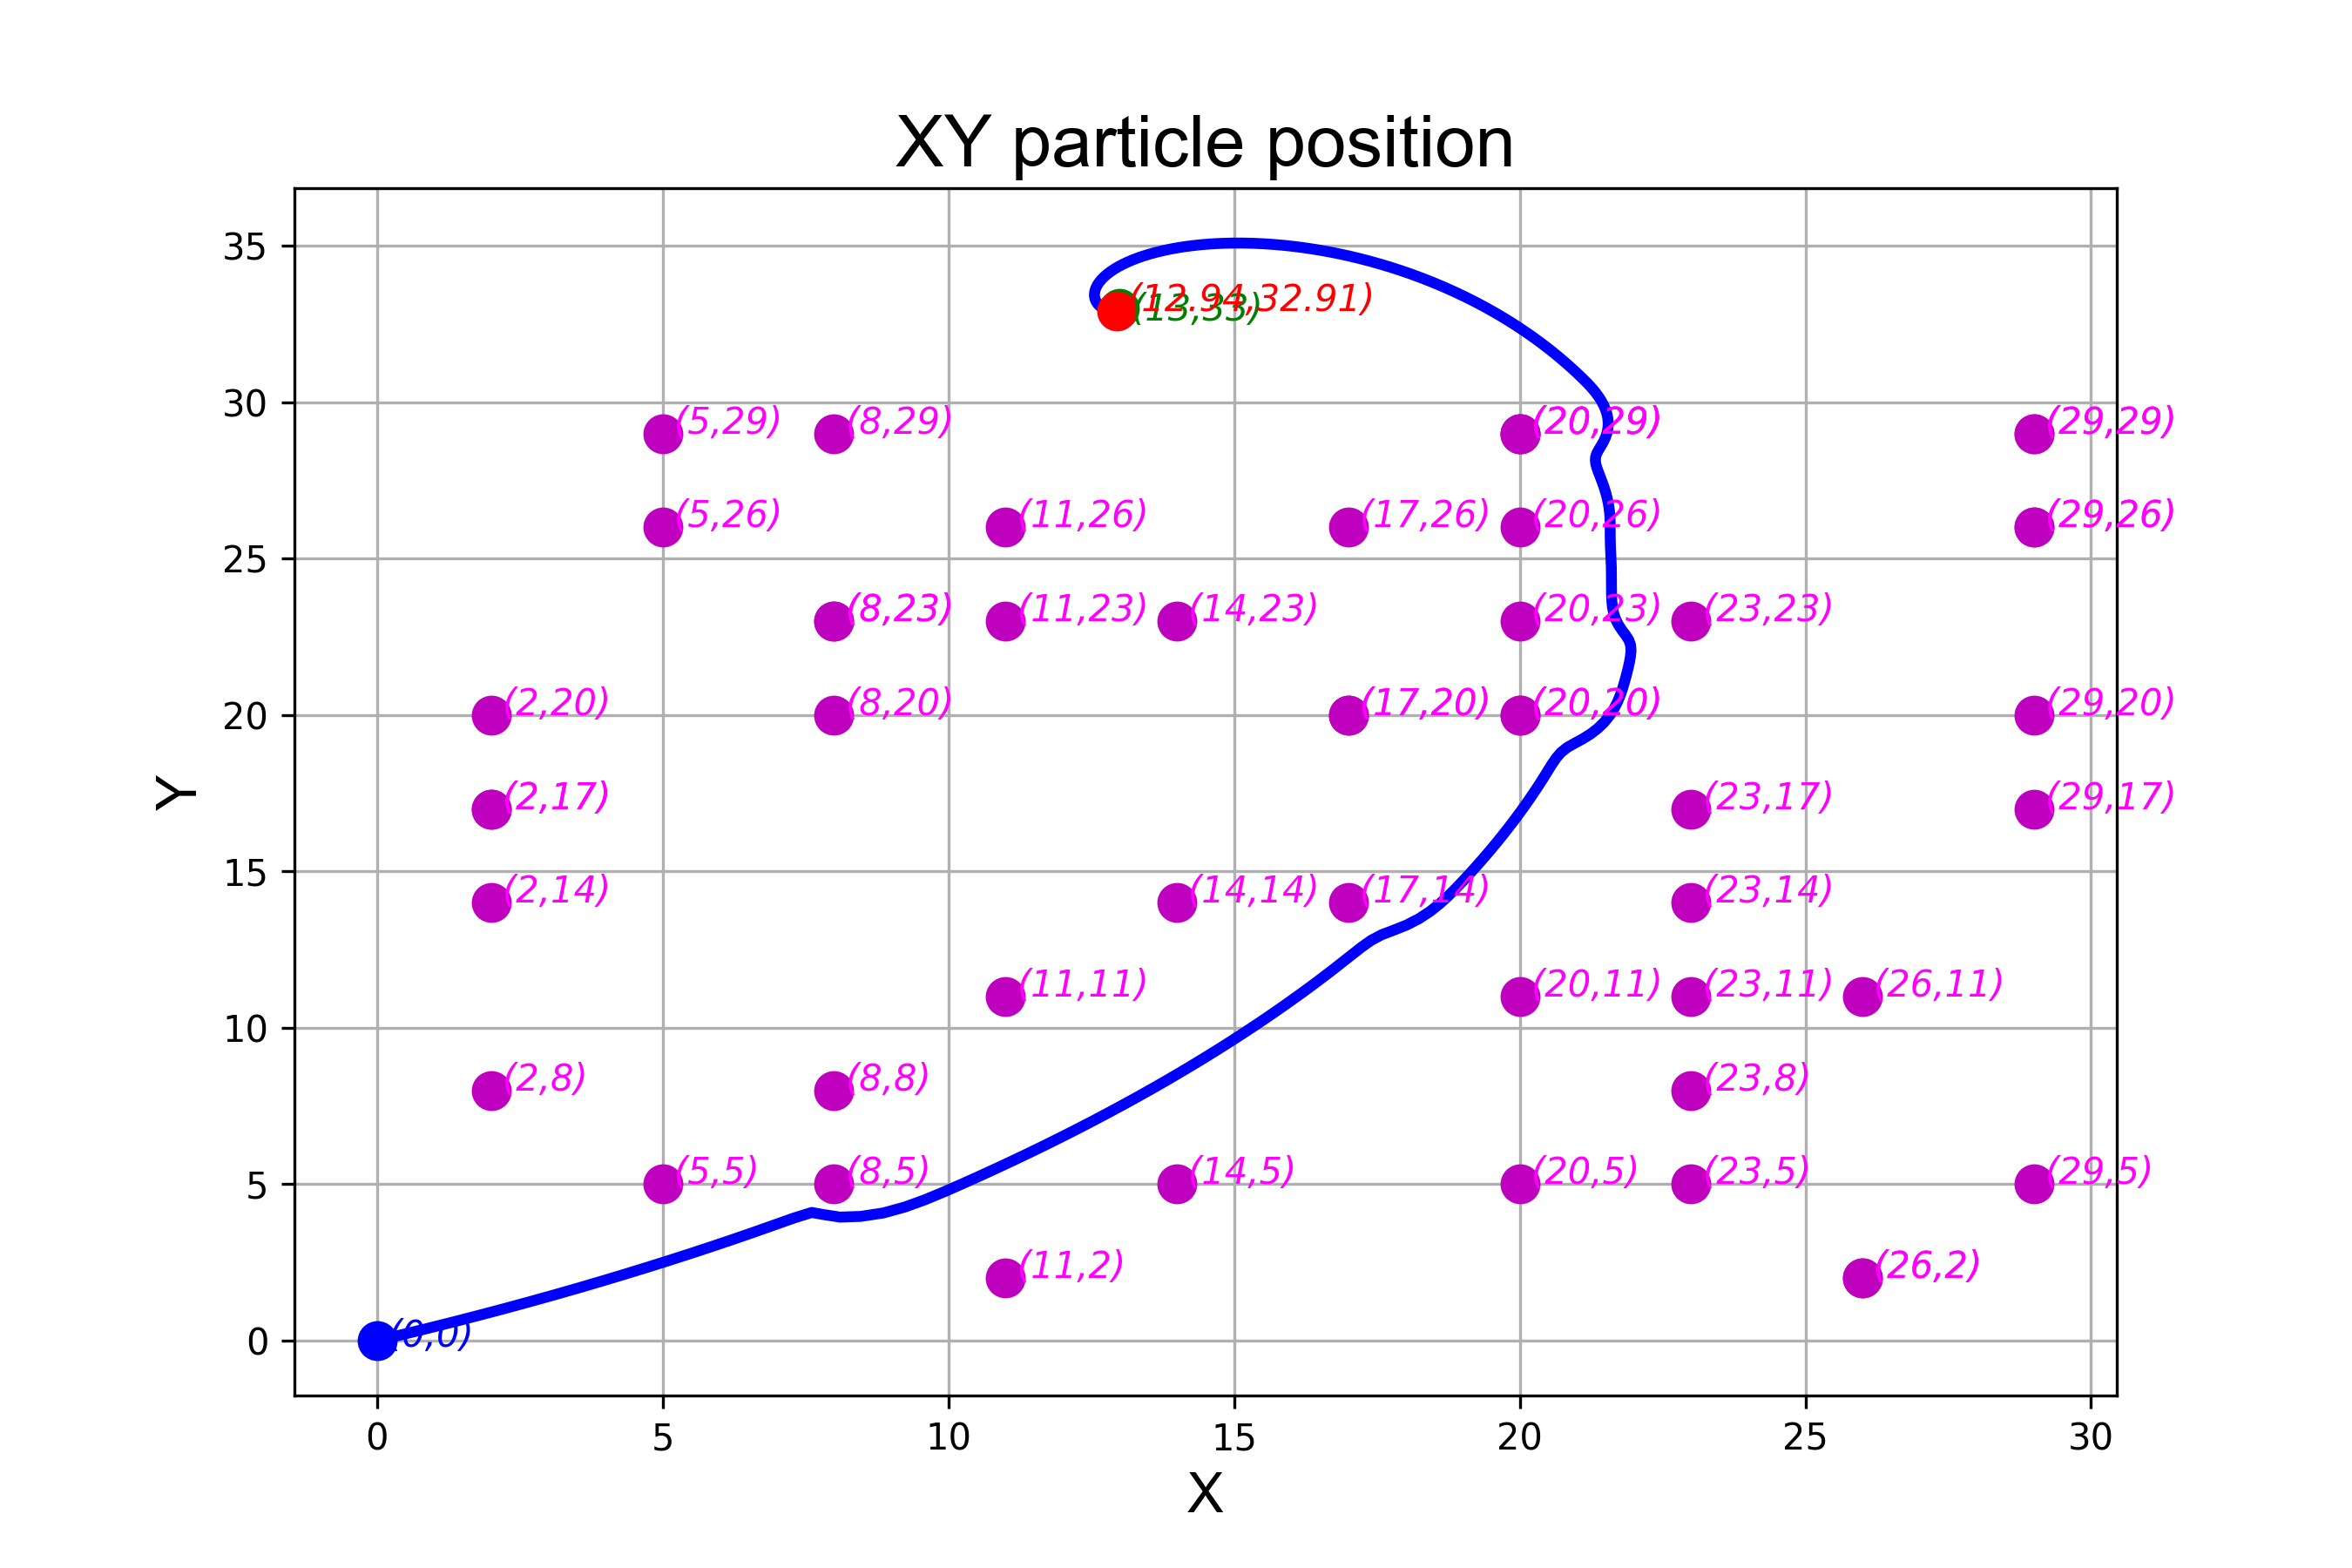 XY particle position
35
(12.94,32.91)
(13,33)
30
(5,29) (8,29) (20,29) (29,29)
(5,26) (11,26) (17,26) (20,26) (29,26)
25
(8,23) (11,23) (14,23) (20,23) (23,23)
20 (2,20) (8,20) (17,20) (20,20) (29,20)
(2,17) (23,17) (29,17)
Y
15
(2,14) (14,14) (17,14) (23,14)
(11,11) (20,11) (23,11) (26,11)
10
(2,8) (8,8) (23,8)
5 (5,5) (8,5) (14,5) (20,5) (23,5) (29,5)
(11,2) (26,2)
0 (0,0)
0 5 10 15 20 25 30
X